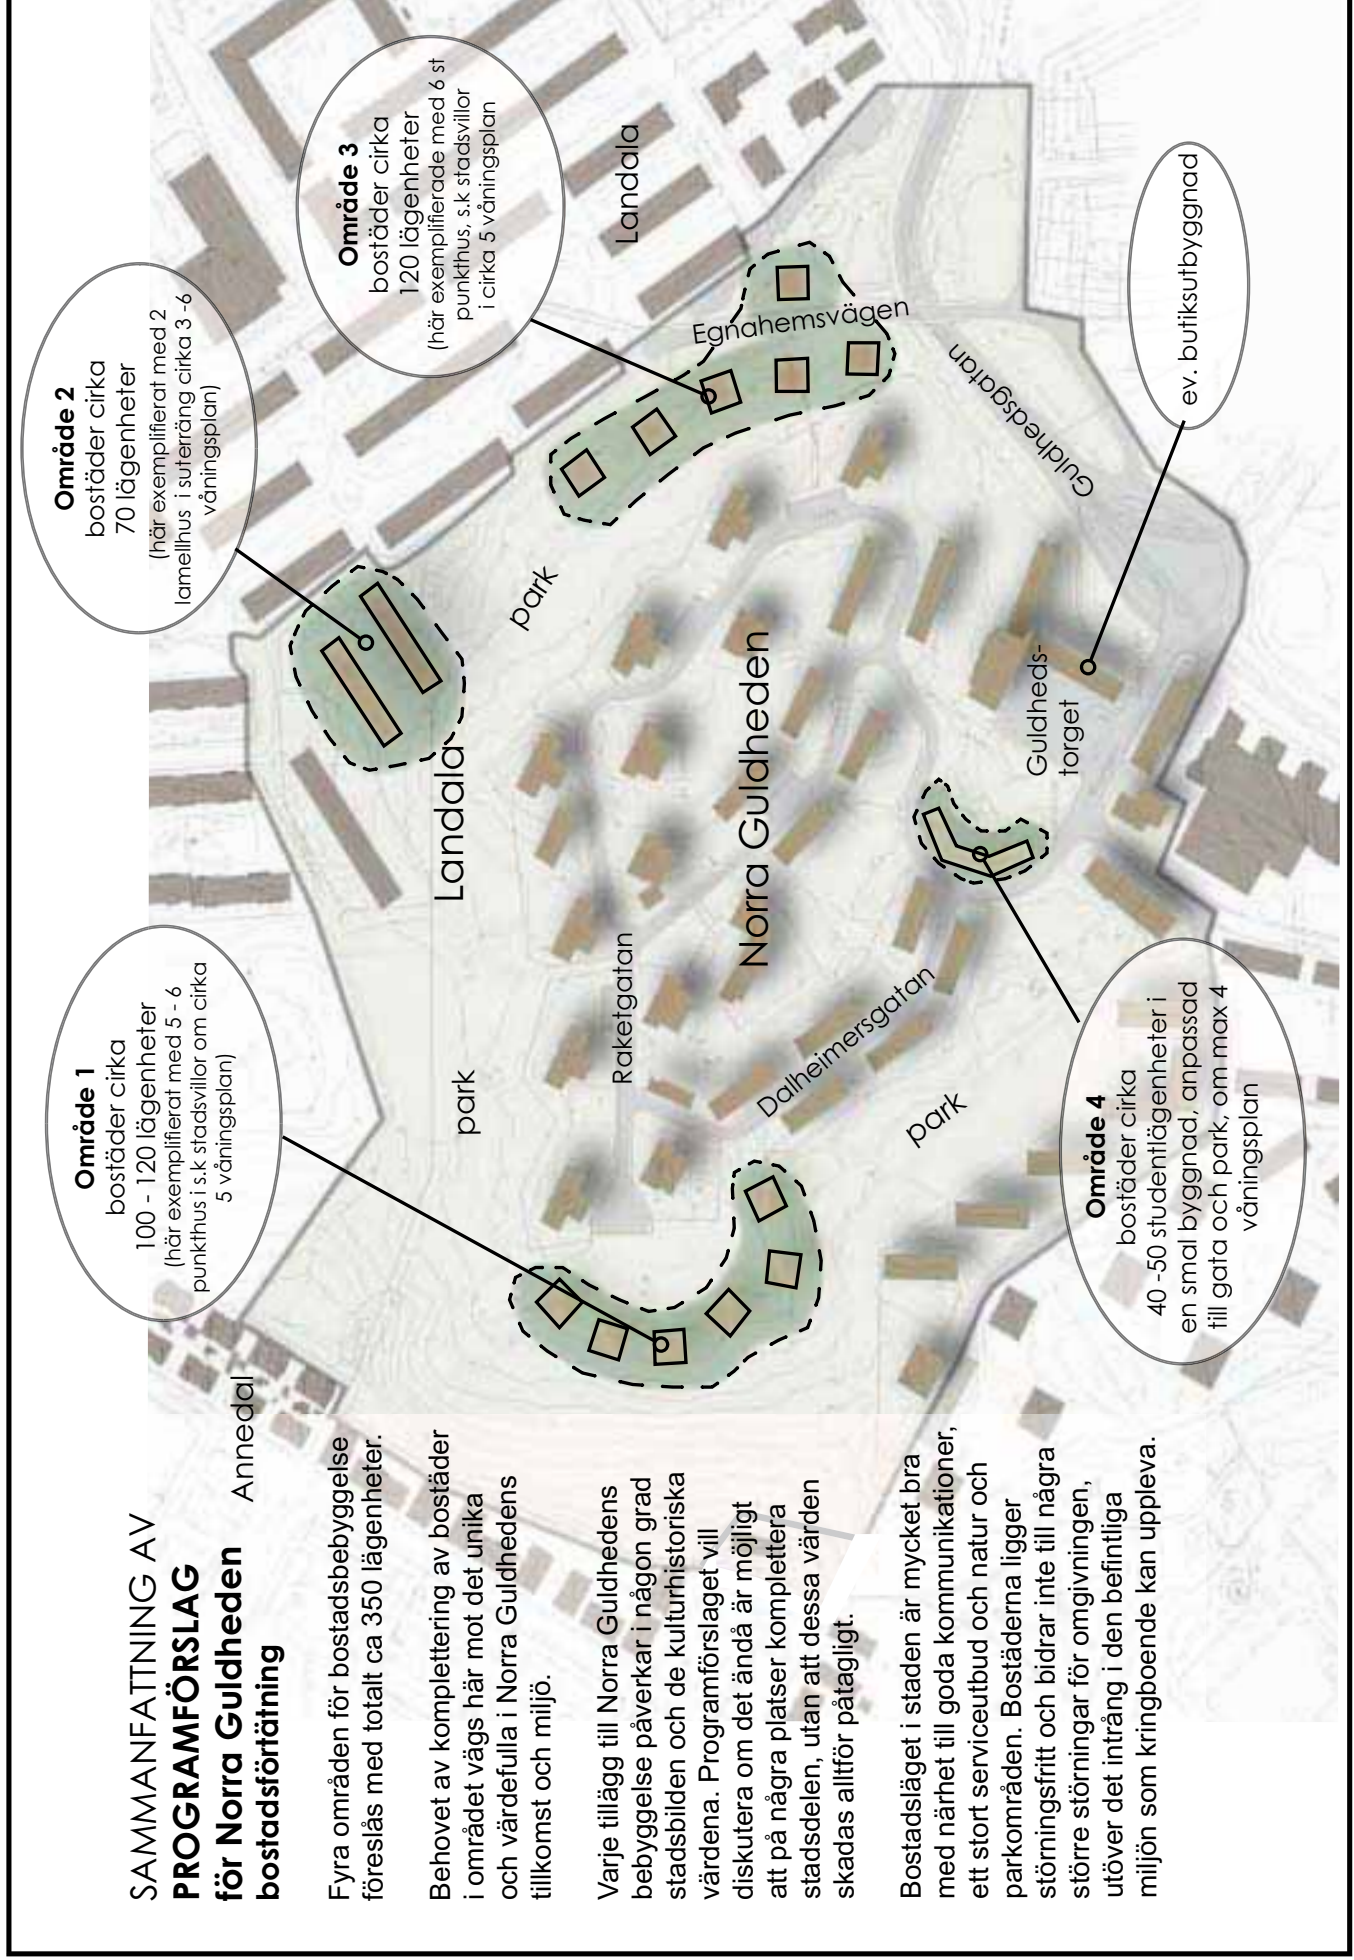 SAMMANFATTNING AV
PROGRAMFÖRSLAG
för Norra Guldheden
bostadsförtätning
Fyra områden för bostadsbebyggelse
föreslås med totalt ca 350 lägenheter.
Behovet av komplettering av bostäder
i området vägs här mot det unika
och värdefulla i Norra Guldhedens
tillkomst och miljö.
Varje tillägg till Norra Guldhedens
bebyggelse påverkar i någon grad
stadsbilden och de kulturhistoriska
värdena. Programförslaget vill
diskutera om det ändå är möjligt
att på några platser komplettera
stadsdelen, utan att dessa värden
skadas alltför påtagligt.
Bostadsläget i staden är mycket bra
med närhet till goda kommunikationer,
ett stort serviceutbud och natur och
parkområden. Bostäderna ligger
störningsfritt och bidrar inte till några
större störningar för omgivningen,
utöver det intrång i den befintliga
miljön som kringboende kan uppleva.
Annedal
Område 1
bostäder cirka
100 - 120 lägenheter
(här exemplifierat med 5 - 6
punkthus i s.k stadsvillor om cirka
5 våningsplan)
Område 2
bostäder cirka
70 lägenheter
(här exemplifierat med 2
lamellhus i suterräng cirka 3 -6
våningsplan)
Område 3
bostäder cirka
120 lägenheter
(här exemplifierade med 6 st
punkthus, s.k stadsvillor
i cirka 5 våningsplan
Landala
Landala
park
park
Egnahemsvägen
Guldhedsgatan
Raketgatan
Norra Guldheden
Dalheimersgatan
park
Guldheds-
torget
ev. butiksutbyggnad
Område 4
bostäder cirka
40 -50 studentlägenheter i
en smal byggnad, anpassad
till gata och park, om max 4
våningsplan